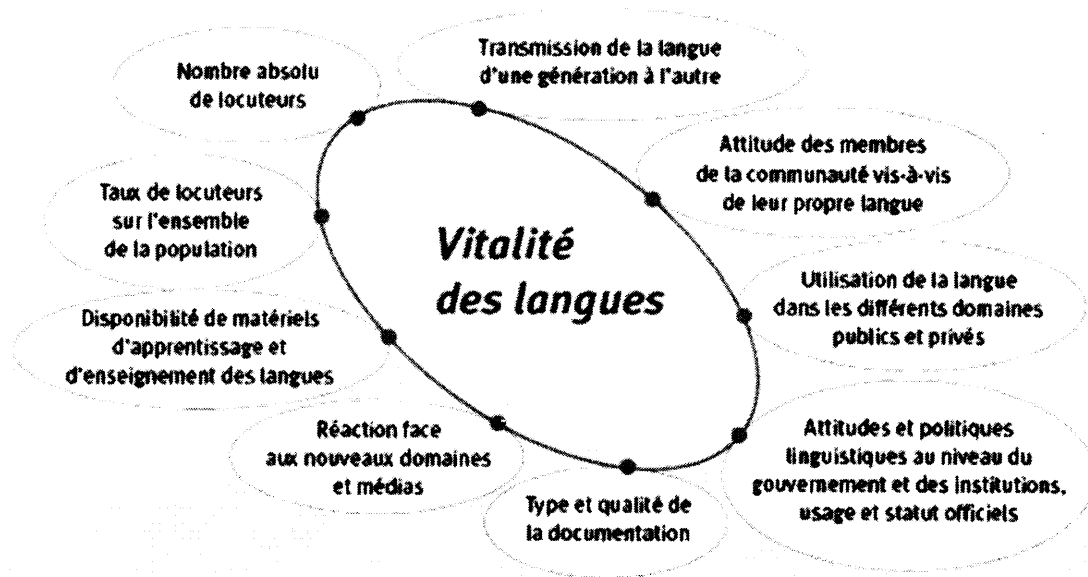 Nombre absolu
de locuteurs
Transmission de la langue
d'une génération à l'autre
Attitude des membres
de la communauté vis-à-vis
de leur propre langue
Taux de locuteurs
sur l'ensemble
de la population
Vitalité
des langues
Utilisation de la langue
dans les différents domaines
publics et privés
Disponibilité de matériels
d'apprentissage et
d'enseignement des langues
Réaction face
aux nouveaux domaines
et médias
Attitudes et politiques
linguistiques au niveau du
gouvernement et des institutions,
usage et statut officiels
Type et qualité de
la documentation